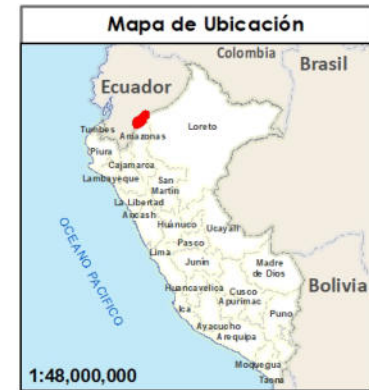 Mapa de Ubicación
Colombia
Ecuador
Brasil
Tumbes
Amazonas
Loreto
Piura
Cajamarca
Lambayeque
San
Martin
La Libertad
Ancash
Huánuco
Ucayali
Pasco
OCEANO PACIFICO
Lima
Junín
Madre
de Dios
Huancavelica
Cusco
Bolivia
Apurimac
Ica
Puno
Ayacucho
Arequipa
Moquegua
Tacna
1:48,000,000